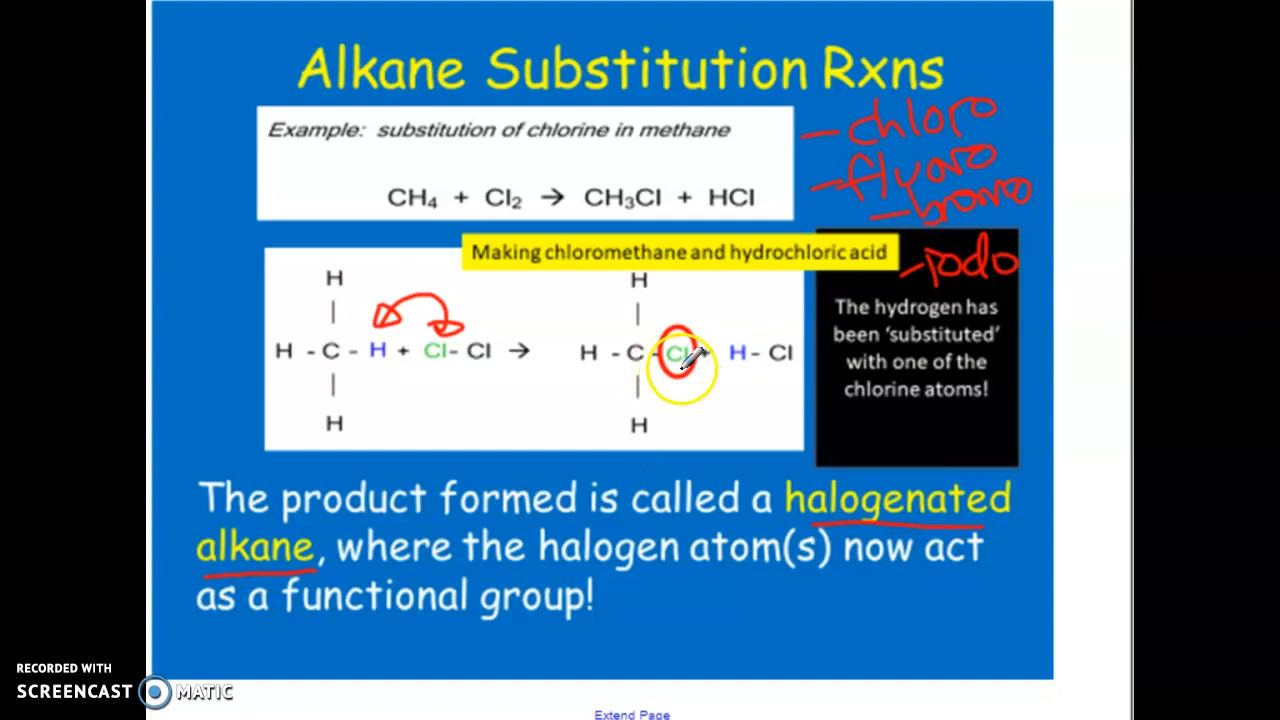 Alkane Substitution Rxns
Example: substitution of chlorine in methane
CH₄ + Cl₂ → CH₃Cl + HCl
- chloro
- fluoro
- bromo
- Iodo
Making chloromethane and hydrochloric acid
H H
| |
H - C - H + Cl - Cl → H - C - Cl + H - Cl
| |
H H
The hydrogen has
been ‘substituted’
with one of the
chlorine atoms!
The product formed is called a halogenated
alkane, where the halogen atom(s) now act
as a functional group!
RECORDED WITH
SCREENCAST MATIC
Extend Page